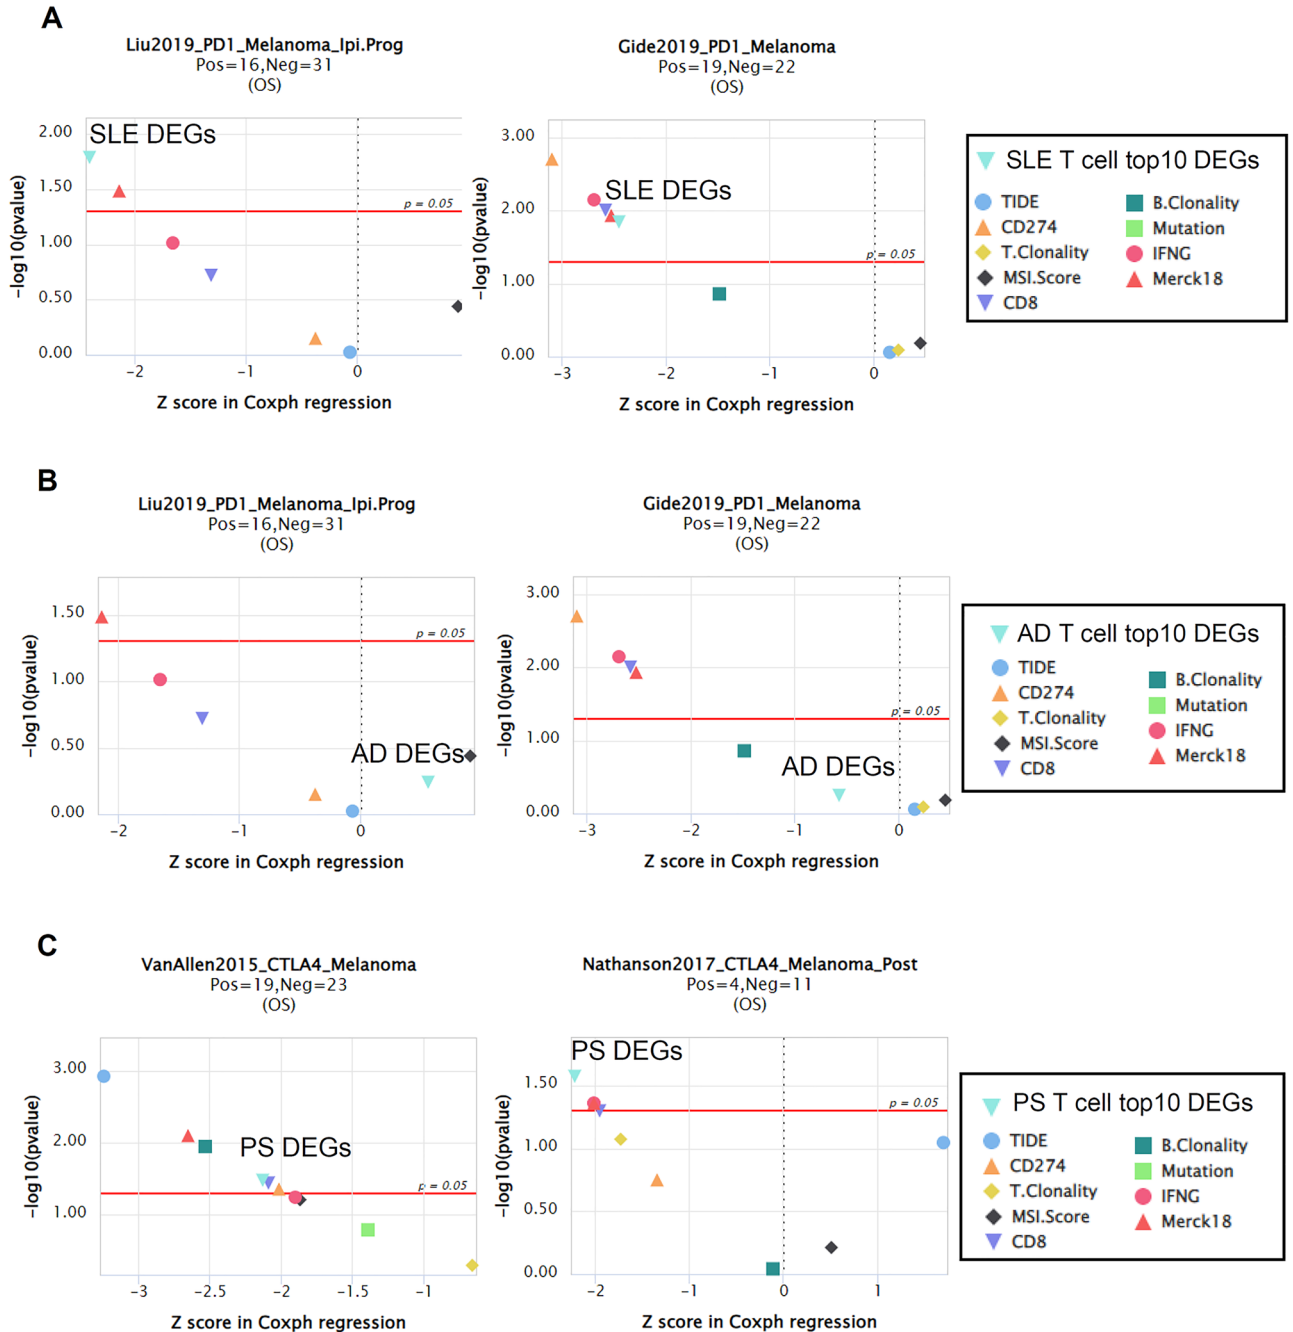 A
Liu2019_PD1_Melanoma_Ipi.Prog
Pos=16,Neg=31
(OS)
SLE DEGs
2.00
1.50
1.00
0.50
0.00
p = 0.05
-log10(pvalue)
−2
−1
0
Z score in Coxph regression
Gide2019_PD1_Melanoma
Pos=19,Neg=22
(OS)
SLE DEGs
3.00
2.00
1.00
0.00
p = 0.05
-log10(pvalue)
−3
−2
−1
0
Z score in Coxph regression
SLE T cell top10 DEGs
TIDE
CD274
T.Clonality
MSI.Score
CD8
B.Clonality
Mutation
IFNG
Merck18
B
Liu2019_PD1_Melanoma_Ipi.Prog
Pos=16,Neg=31
(OS)
1.50
1.00
0.50
0.00
p = 0.05
AD DEGs
-log10(pvalue)
−2
−1
0
Z score in Coxph regression
Gide2019_PD1_Melanoma
Pos=19,Neg=22
(OS)
3.00
2.00
1.00
0.00
p = 0.05
AD DEGs
-log10(pvalue)
−3
−2
−1
0
Z score in Coxph regression
AD T cell top10 DEGs
TIDE
CD274
T.Clonality
MSI.Score
CD8
B.Clonality
Mutation
IFNG
Merck18
C
VanAllen2015_CTLA4_Melanoma
Pos=19,Neg=23
(OS)
3.00
2.00
1.00
PS DEGs
p = 0.05
-log10(pvalue)
−3
−2.5
−2
−1.5
−1
Z score in Coxph regression
Nathanson2017_CTLA4_Melanoma_Post
Pos=4,Neg=11
(OS)
PS DEGs
1.50
1.00
0.50
0.00
p = 0.05
-log10(pvalue)
−2
−1
0
1
Z score in Coxph regression
PS T cell top10 DEGs
TIDE
CD274
T.Clonality
MSI.Score
CD8
B.Clonality
Mutation
IFNG
Merck18